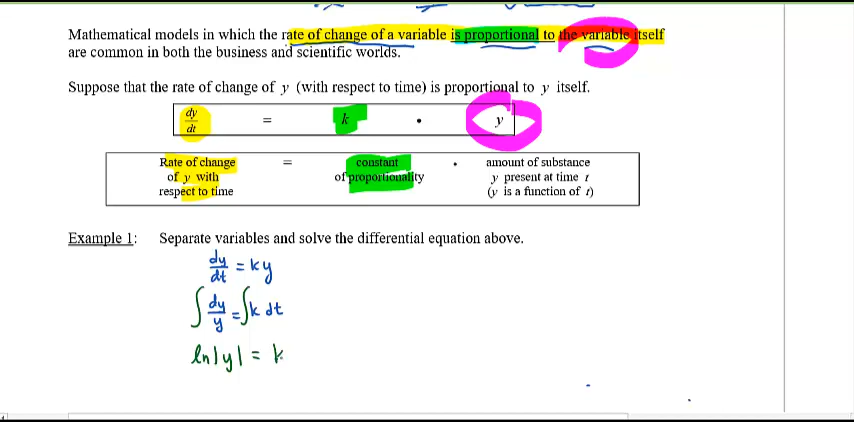 Mathematical models in which the rate of change of a variable is proportional to the variable itself
are common in both the business and scientific worlds.
Suppose that the rate of change of y (with respect to time) is proportional to y itself.
dy/dt = k • y
Rate of change = constant • amount of substance
of y with of proportionality y present at time t
respect to time (y is a function of t)
Example 1: Separate variables and solve the differential equation above.
dy/dt = ky
∫ dy/y = ∫ k dt
ln|y| = k